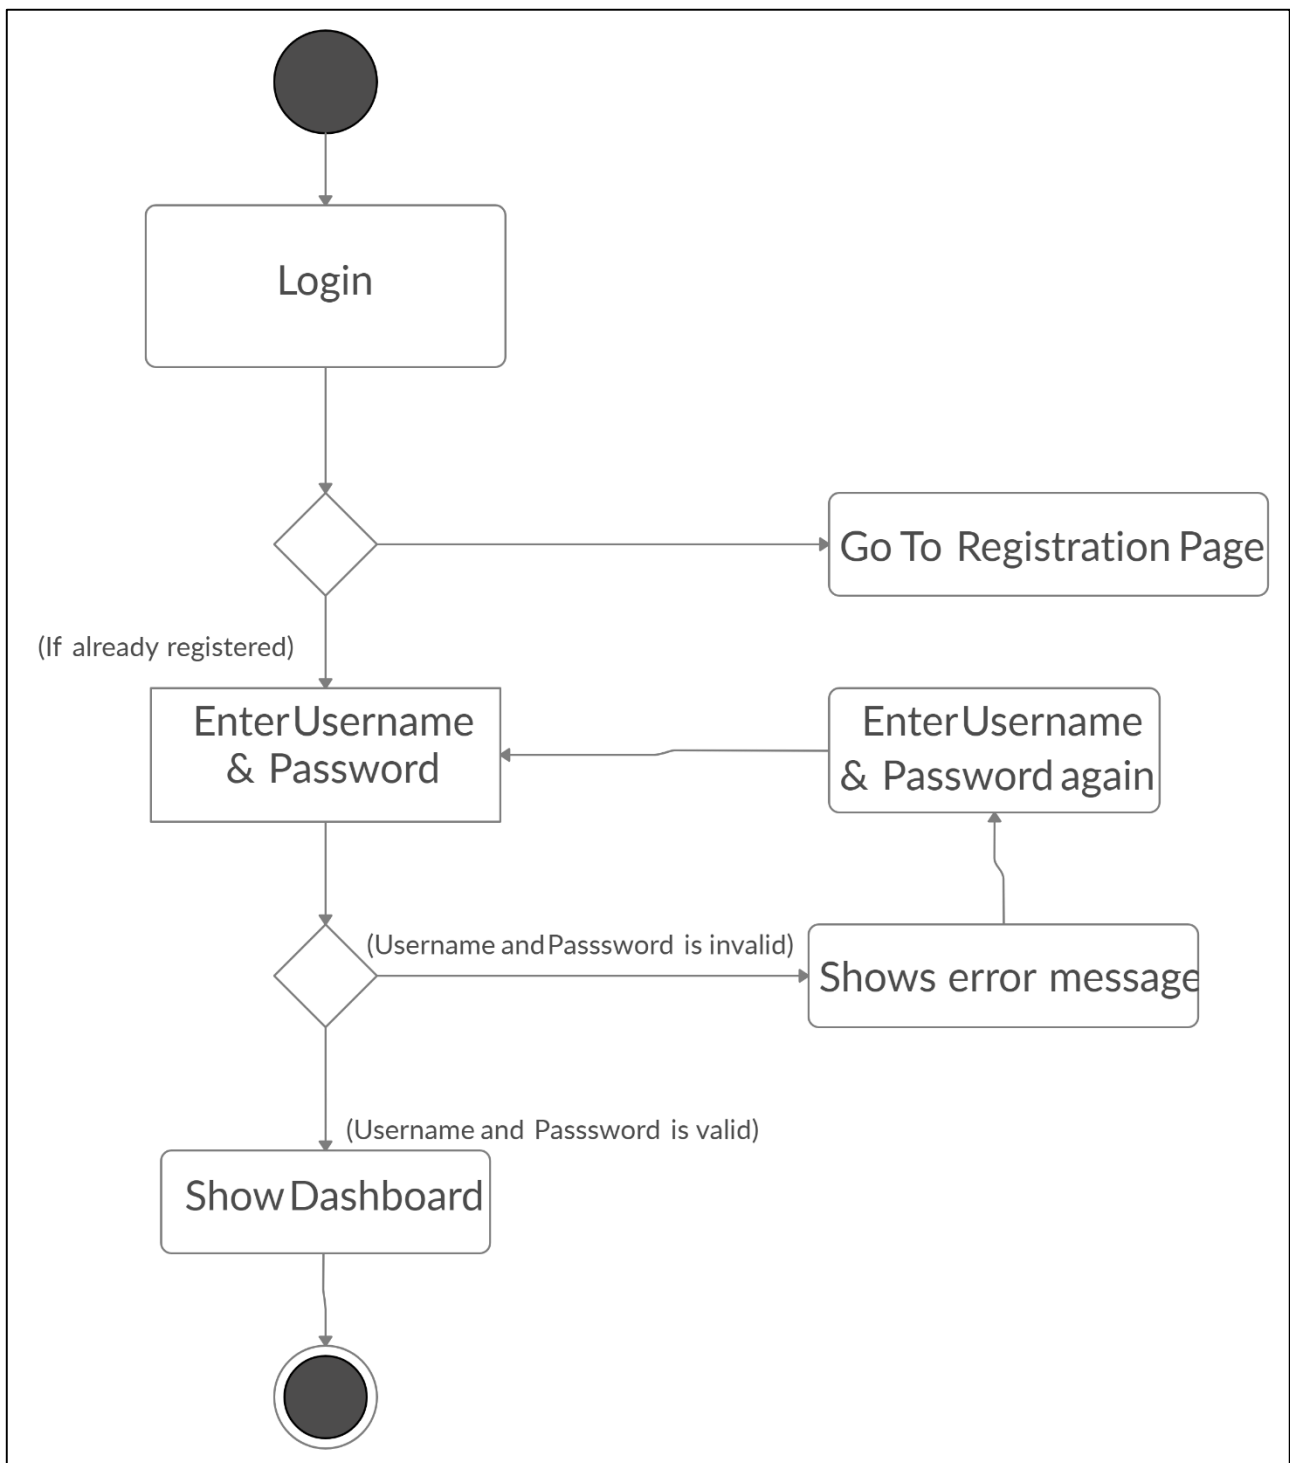 Login
Go To Registration Page
(If already registered)
Enter Username
& Password
Enter Username
& Password again
(Username and Passsword is invalid)
Shows error message
(Username and Passsword is valid)
Show Dashboard